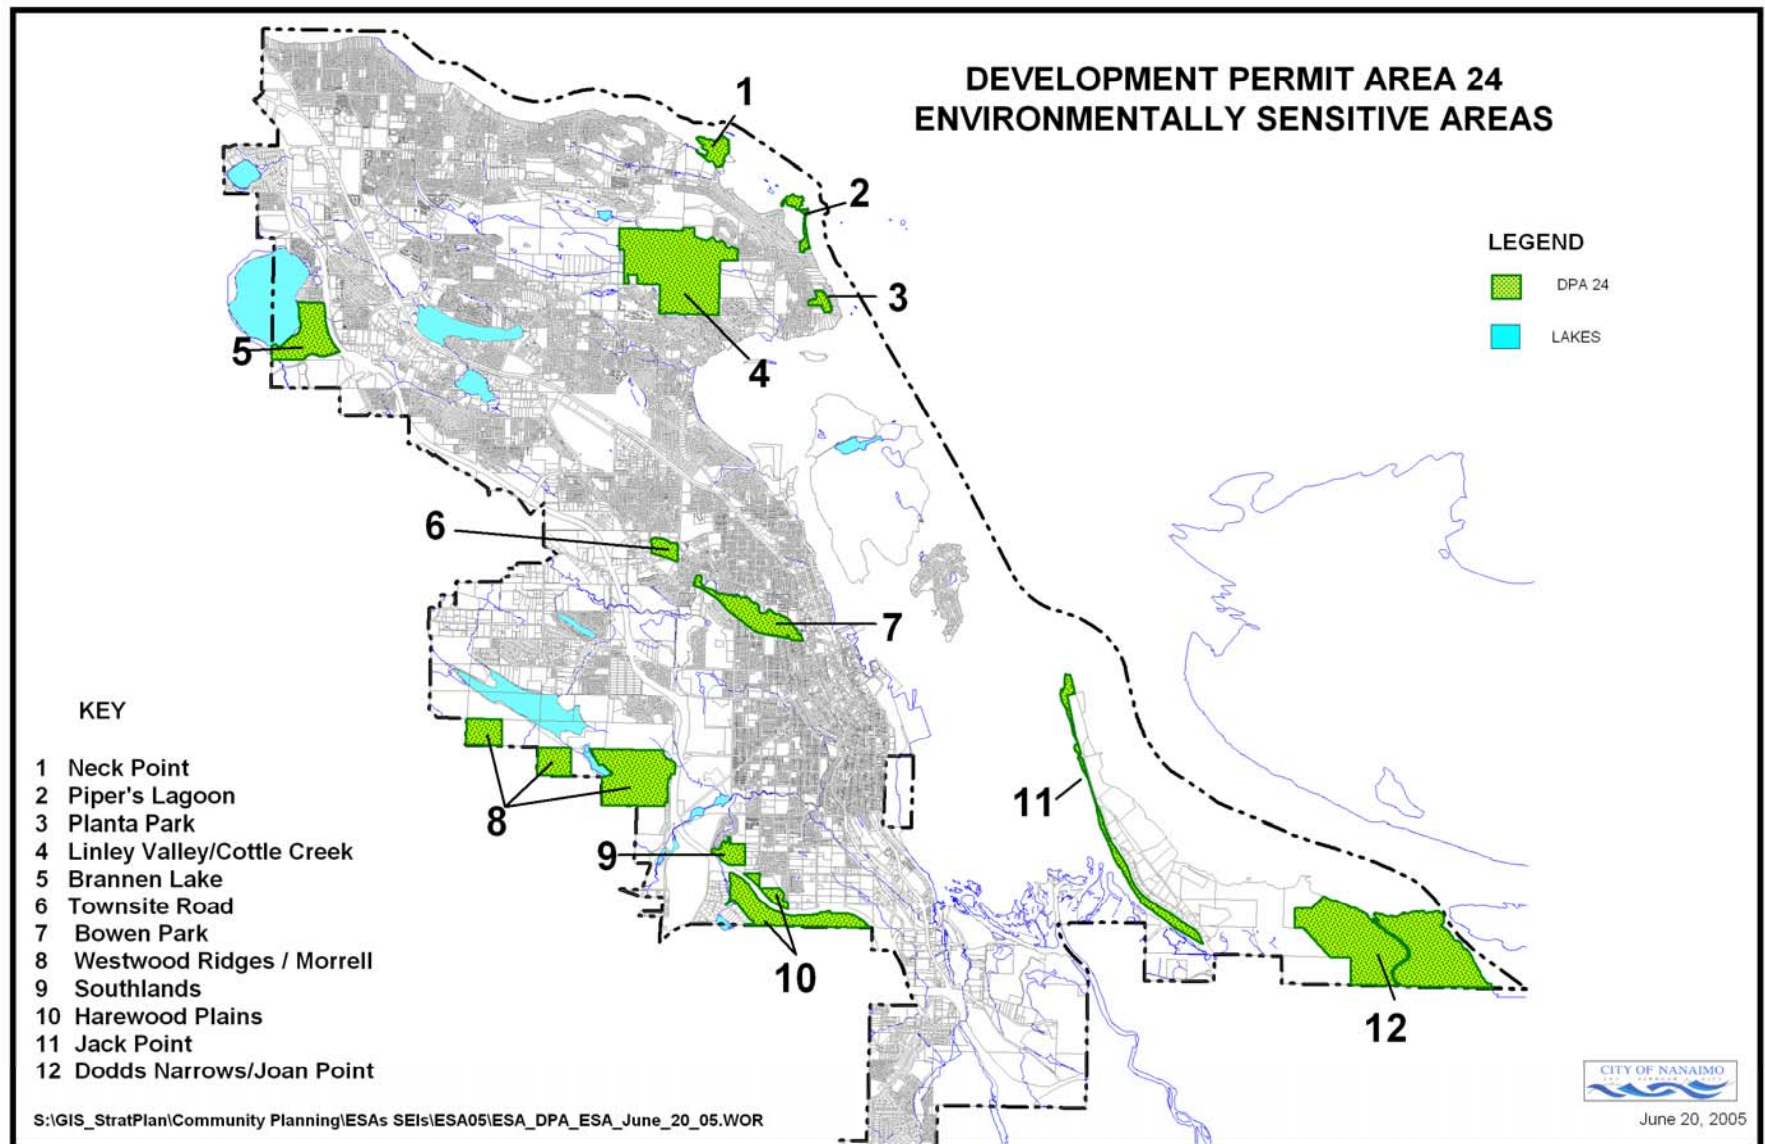 DEVELOPMENT PERMIT AREA 24
ENVIRONMENTALLY SENSITIVE AREAS
1
2
3
4
5
6
7
8
9
10
11
12
LEGEND
DPA 24
LAKES
KEY
1 Neck Point
2 Piper's Lagoon
3 Planta Park
4 Linley Valley/Cottle Creek
5 Brannen Lake
6 Townsite Road
7 Bowen Park
8 Westwood Ridges / Morrell
9 Southlands
10 Harewood Plains
11 Jack Point
12 Dodds Narrows/Joan Point
S:\GIS_StratPlan\Community Planning\ESAs SEIs\ESA05\ESA_DPA_ESA_June_20_05.WOR
CITY OF NANAIMO
June 20, 2005